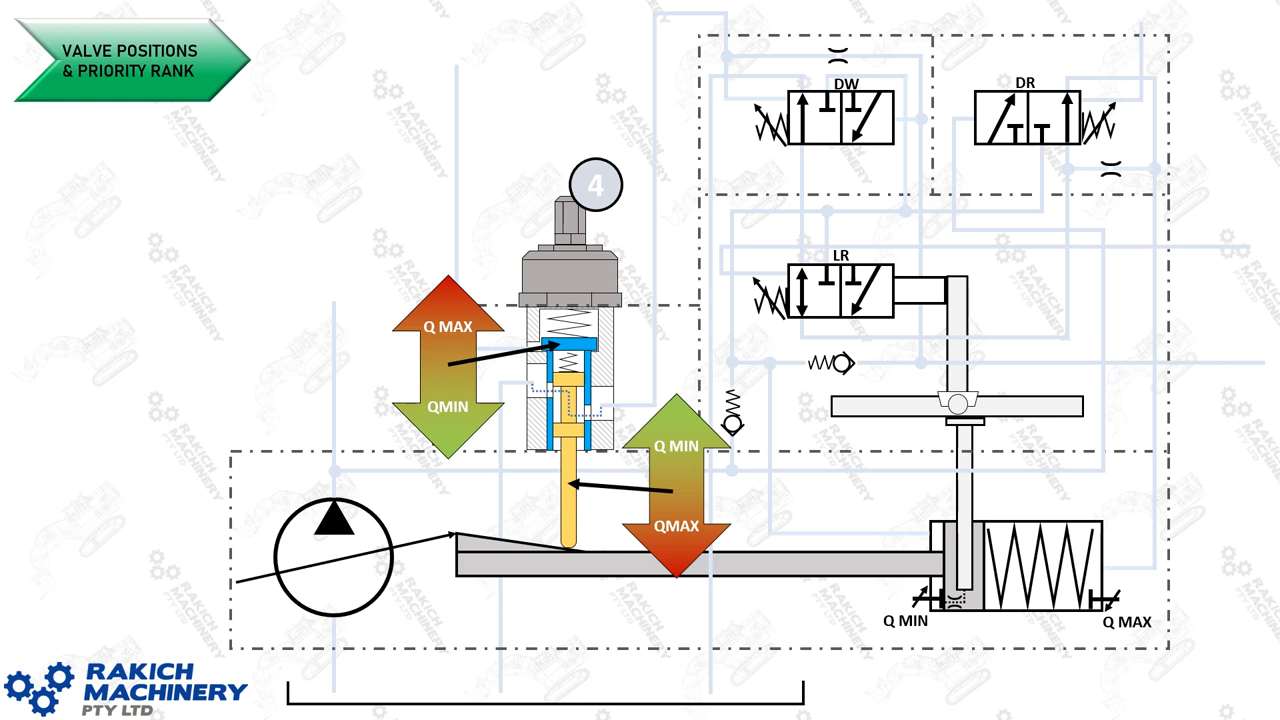 VALVE POSITIONS
& PRIORITY RANK
DW
DR
4
LR
Q MAX
QMIN
Q MIN
QMAX
Q MIN
Q MAX
RAKICH
MACHINERY
PTY LTD